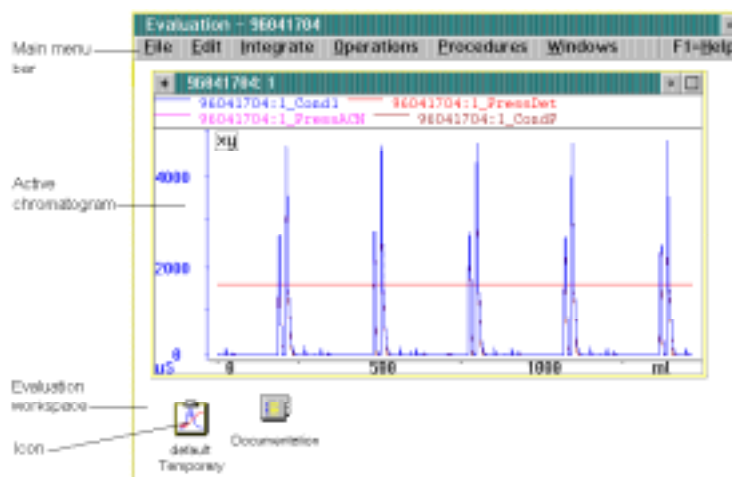 Evaluation - 96041704
Main menu bar
File Edit Integrate Operations Procedures Windows F1=Help
96041704: 1
96041704:1_Cond1 96041704:1_PressDet
96041704:1_PressACN 96041704:1_CondP
xy
Active chromatogram
4000
2000
0
uS
0 500 1000 ml
Evaluation workspace
Icon
default Temporary
Documentation